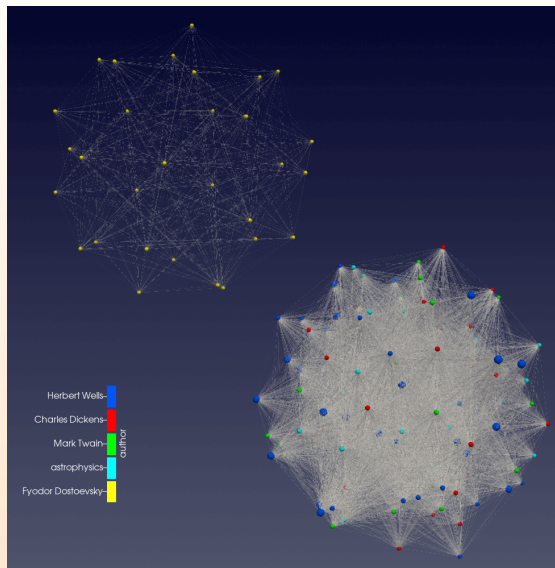 Herbert Wells
Charles Dickens
Mark Twain
astrophysics
Fyodor Dostoevsky
author